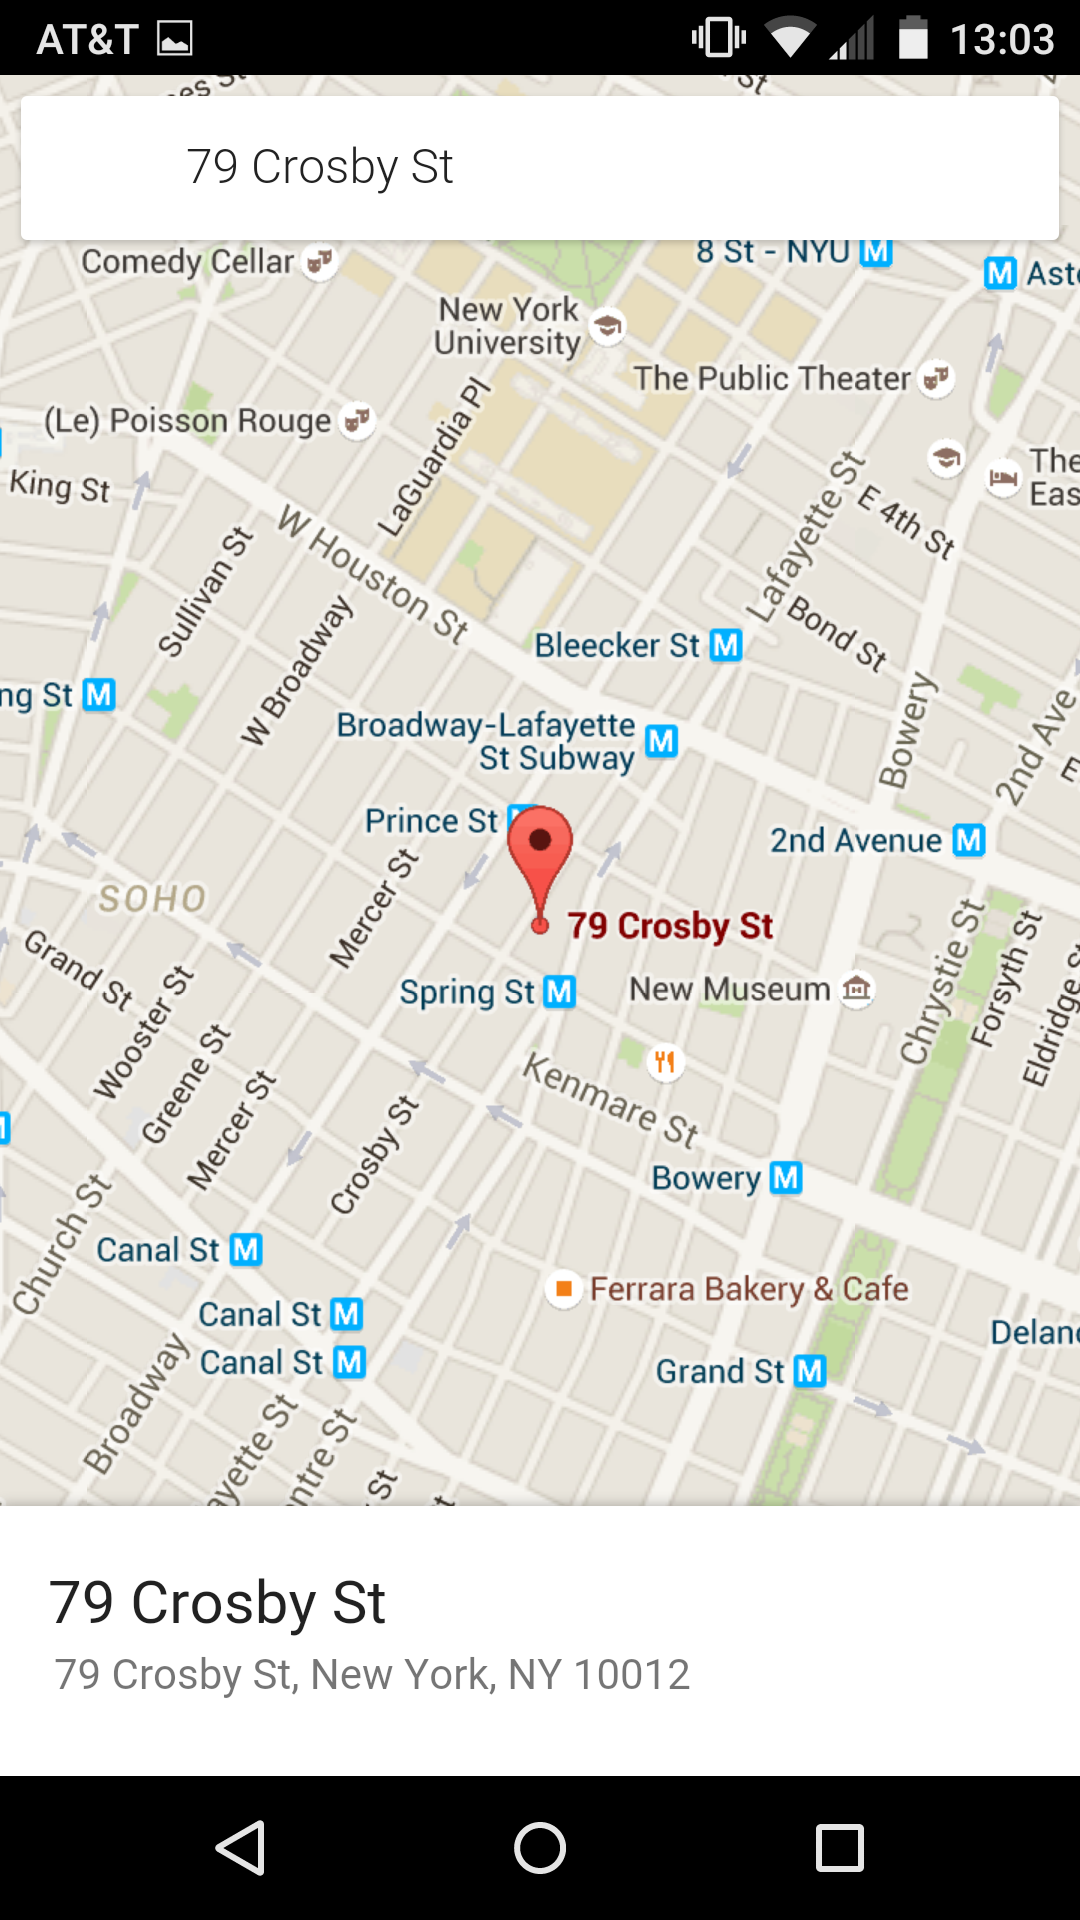 AT&T
13:03
79 Crosby St
Comedy Cellar
8 St - NYU M
M
New York
University
The Public Theater
(Le) Poisson Rouge
LaGuardia Pl
King St
The
W Houston St
Lafayette St
E 4th St
Sullivan St
W Broadway
Bond St
Bleecker St M
M
Bowery
2nd Ave
Broadway-Lafayette
St Subway M
Prince St
2nd Avenue M
SOHO
Mercer St
79 Crosby St
Grand St
Wooster St
Spring St M
New Museum
Chrystie St
Forsyth St
Eldridge
Greene St
Mercer St
Kenmare St
Crosby St
Church St
Bowery M
Canal St M
Ferrara Bakery & Cafe
Canal St M
Canal St M
Broadway
Grand St M
St
79 Crosby St
79 Crosby St, New York, NY 10012